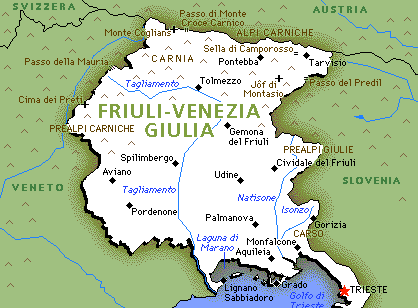 SVIZZERA
AUSTRIA
Passo di Monte
Croce Carnico
Monte Coglians
ALPI CARNICHE
Sella di Camporosso
Passo della Mauria
CARNIA
Pontebba
Tarvisio
Tagliamento
Tolmezzo
Jôf di
Montasio
Passo del Predil
Cima dei Preti
FRIULI-VENEZIA
GIULIA
PREALPI CARNICHE
Gemona
del Friuli
PREALPI GIULIE
Spilimbergo
Cividale del Friuli
Aviano
Udine
SLOVENIA
VENETO
Tagliamento
Natisone
Pordenone
Isonzo
Palmanova
Gorizia
CARSO
Laguna di
Marano
Monfalcone
Aquileia
Grado
Lignano
Sabbiadoro
Golfo di
Trieste
TRIESTE